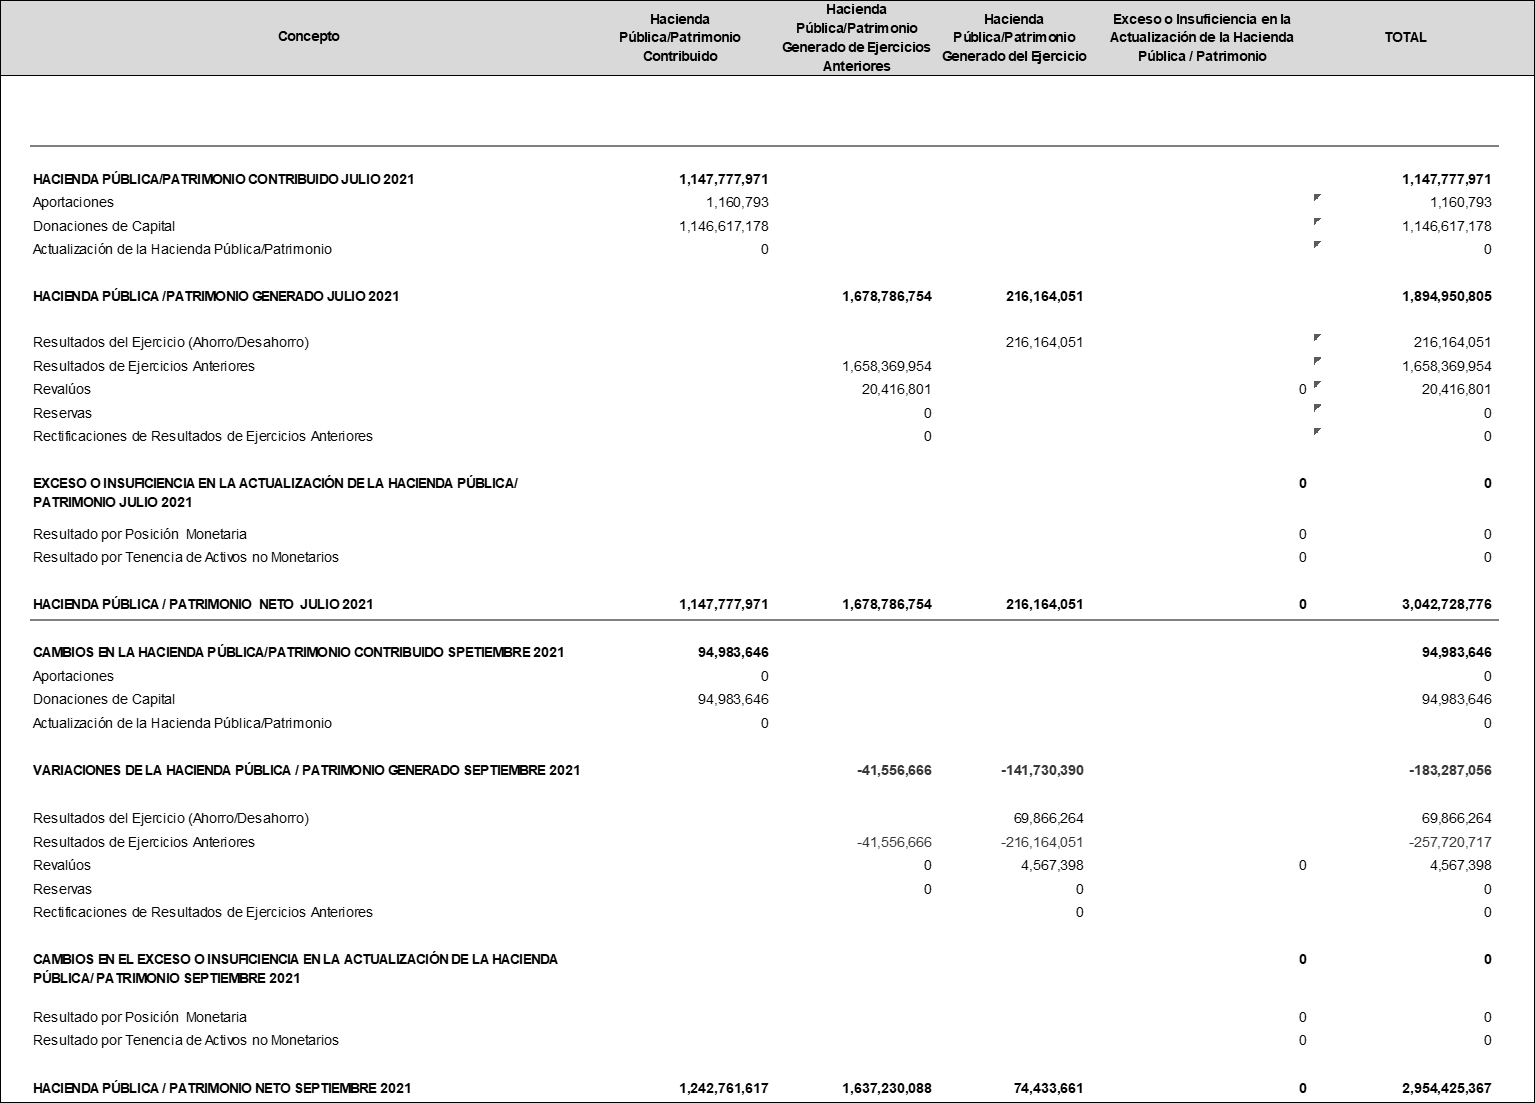 Concepto Hacienda Pública/Patrimonio Contribuido Hacienda Pública/Patrimonio Generado de Ejercicios Anteriores Hacienda Pública/Patrimonio Generado del Ejercicio Exceso o Insuficiencia en la Actualización de la Hacienda Pública / Patrimonio TOTAL
HACIENDA PÚBLICA/PATRIMONIO CONTRIBUIDO JULIO 2021 1,147,777,971 1,147,777,971
Aportaciones 1,160,793 1,160,793
Donaciones de Capital 1,146,617,178 1,146,617,178
Actualización de la Hacienda Pública/Patrimonio 0 0
HACIENDA PÚBLICA /PATRIMONIO GENERADO JULIO 2021 1,678,786,754 216,164,051 1,894,950,805
Resultados del Ejercicio (Ahorro/Desahorro) 216,164,051 216,164,051
Resultados de Ejercicios Anteriores 1,658,369,954 1,658,369,954
Revalúos 20,416,801 0 20,416,801
Reservas 0 0
Rectificaciones de Resultados de Ejercicios Anteriores 0 0
EXCESO O INSUFICIENCIA EN LA ACTUALIZACIÓN DE LA HACIENDA PÚBLICA/ 0 0
PATRIMONIO JULIO 2021
Resultado por Posición Monetaria 0 0
Resultado por Tenencia de Activos no Monetarios 0 0
HACIENDA PÚBLICA / PATRIMONIO NETO JULIO 2021 1,147,777,971 1,678,786,754 216,164,051 0 3,042,728,776
CAMBIOS EN LA HACIENDA PÚBLICA/PATRIMONIO CONTRIBUIDO SPETIEMBRE 2021 94,983,646 94,983,646
Aportaciones 0 0
Donaciones de Capital 94,983,646 94,983,646
Actualización de la Hacienda Pública/Patrimonio 0 0
VARIACIONES DE LA HACIENDA PÚBLICA / PATRIMONIO GENERADO SEPTIEMBRE 2021 -41,556,666 -141,730,390 -183,287,056
Resultados del Ejercicio (Ahorro/Desahorro) 69,866,264 69,866,264
Resultados de Ejercicios Anteriores -41,556,666 -216,164,051 -257,720,717
Revalúos 0 4,567,398 0 4,567,398
Reservas 0 0 0
Rectificaciones de Resultados de Ejercicios Anteriores 0 0
CAMBIOS EN EL EXCESO O INSUFICIENCIA EN LA ACTUALIZACIÓN DE LA HACIENDA 0 0
PÚBLICA/ PATRIMONIO SEPTIEMBRE 2021
Resultado por Posición Monetaria 0 0
Resultado por Tenencia de Activos no Monetarios 0 0
HACIENDA PÚBLICA / PATRIMONIO NETO SEPTIEMBRE 2021 1,242,761,617 1,637,230,088 74,433,661 0 2,954,425,367